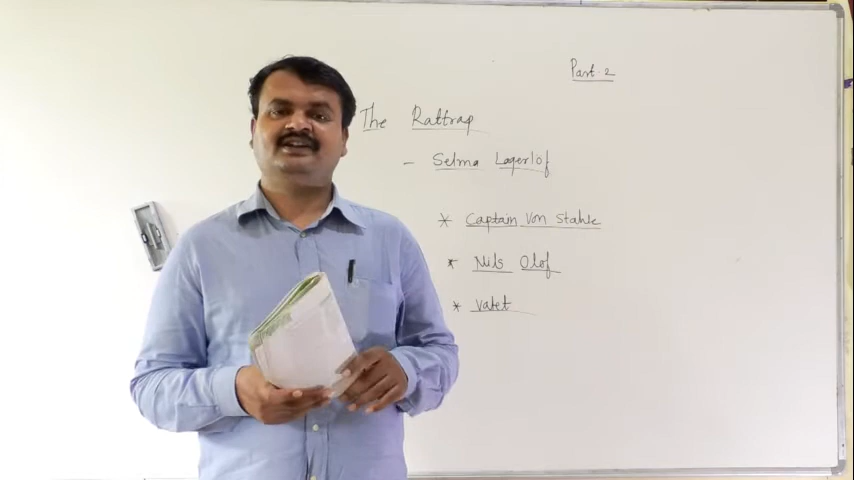 Part-2
The Rattrap
- Selma Lagerlof
* Captain Von Stahle
* Nils Olof
* Valet